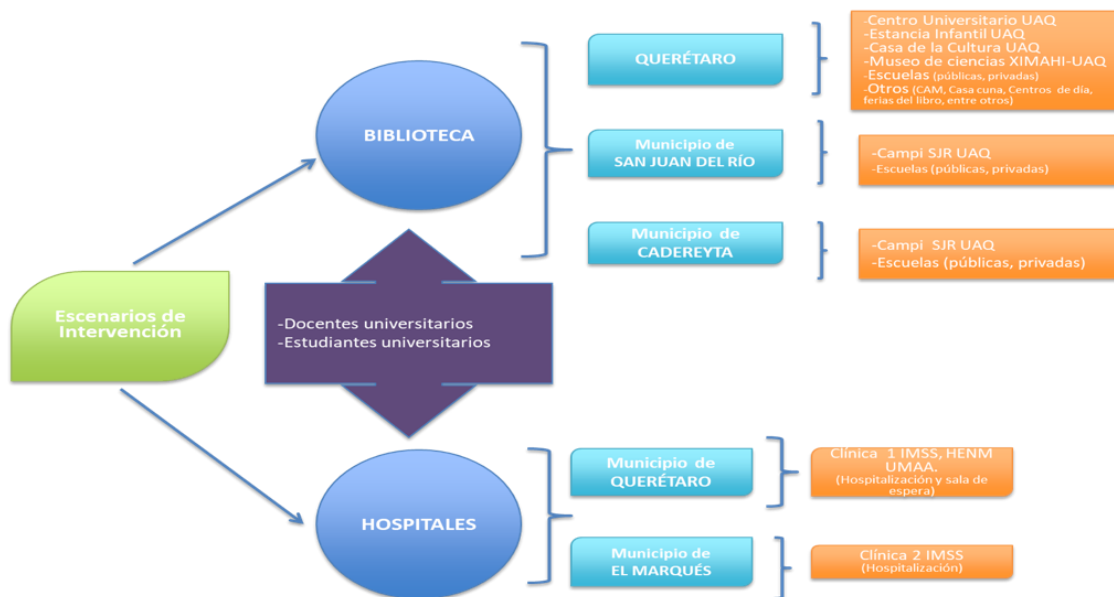 Escenarios de
Intervención
BIBLIOTECA
-Docentes universitarios
-Estudiantes universitarios
HOSPITALES
QUERÉTARO
-Centro Universitario UAQ
-Estancia Infantil UAQ
-Casa de la Cultura UAQ
-Museo de ciencias XIMAHI-UAQ
-Escuelas (públicas, privadas)
-Otros (CAM, Casa cuna, Centros de día,
ferias del libro, entre otros)
Municipio de
SAN JUAN DEL RÍO
-Campi SJR UAQ
-Escuelas (públicas, privadas)
Municipio de
CADEREYTA
-Campi SJR UAQ
-Escuelas (públicas, privadas)
Municipio de
QUERÉTARO
Clínica 1 IMSS, HENM
UMAA.
(Hospitalización y sala de
espera)
Municipio de
EL MARQUÉS
Clínica 2 IMSS
(Hospitalización)